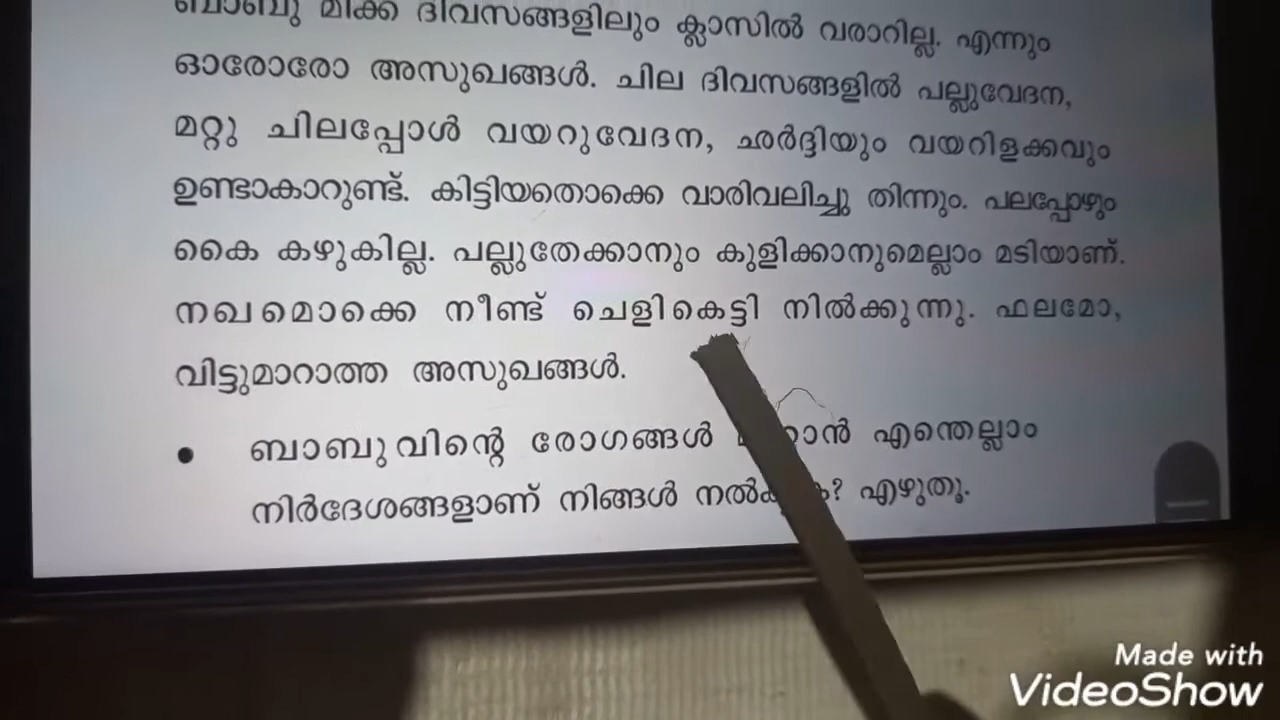 ബാബു മിക്ക ദിവസങ്ങളിലും ക്ലാസിൽ വരാറില്ല. എന്നും
ഓരോരോ അസുഖങ്ങൾ. ചില ദിവസങ്ങളിൽ പല്ലുവേദന,
മറ്റു ചിലപ്പോൾ വയറുവേദന, ഛർദ്ദിയും വയറിളക്കവും
ഉണ്ടാകാറുണ്ട്. കിട്ടിയതൊക്കെ വാരിവലിച്ചു തിന്നും. പലപ്പോഴും
കൈ കഴുകില്ല. പല്ലുതേക്കാനും കുളിക്കാനുമെല്ലാം മടിയാണ്.
നഖമൊക്കെ നീണ്ട് ചെളികെട്ടി നിൽക്കുന്നു. ഫലമോ,
വിട്ടുമാറാത്ത അസുഖങ്ങൾ.
• ബാബുവിന്റെ രോഗങ്ങൾ എന്തെല്ലാം
നിർദേശങ്ങളാണ് നിങ്ങൾ എഴുതൂ.
Made with
VideoShow